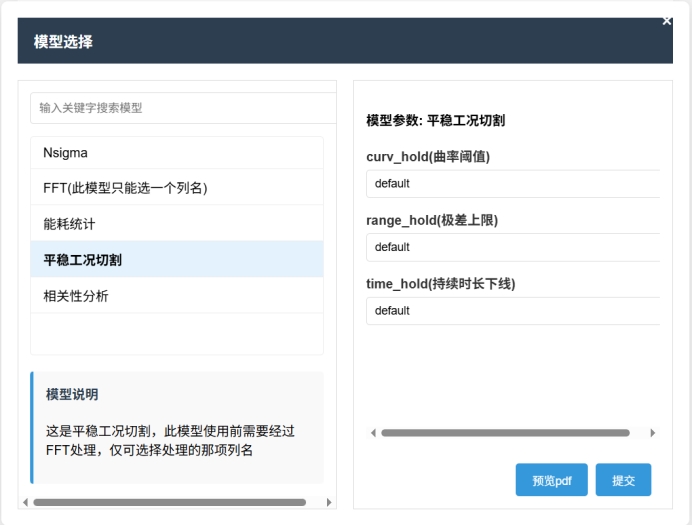 ×
模型选择
输入关键字搜索模型
Nsigma
FFT(此模型只能选一个列名)
能耗统计
平稳工况切割
相关性分析
模型说明
这是平稳工况切割，此模型使用前需要经过
FFT处理，仅可选择处理的那项列名
模型参数: 平稳工况切割
curv_hold(曲率阈值)
default
range_hold(极差上限)
default
time_hold(持续时长下线)
default
预览pdf
提交